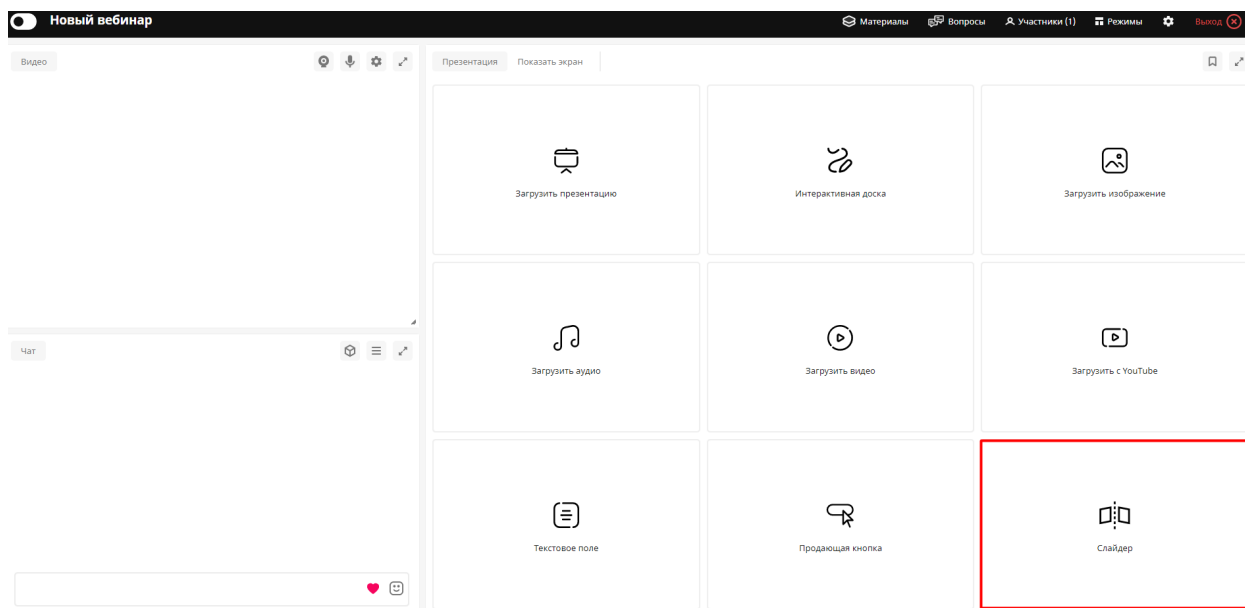 Новый вебинар
Материалы
Вопросы
Участники (1)
Режимы
Выход
Видео
Презентация
Показать экран
Загрузить презентацию
Интерактивная доска
Загрузить изображение
Загрузить аудио
Загрузить видео
Загрузить с YouTube
Чат
Текстовое поле
Продающая кнопка
Слайдер